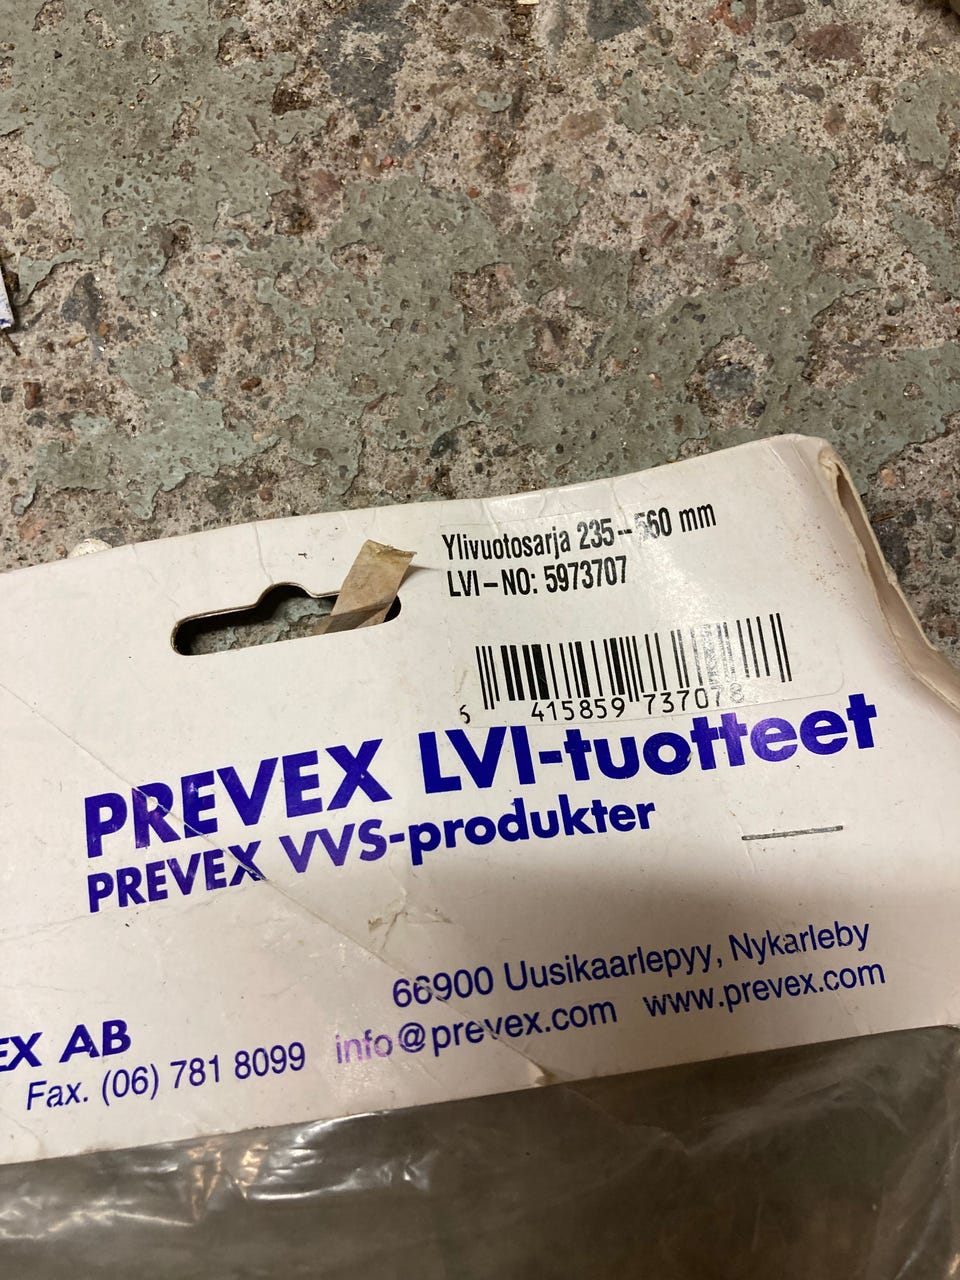 Ylivuotosarja 235–560 mm
LVI–NO: 5973707
415859 737078
PREVEX LVI-tuotteet
PREVEX VVS-produkter
66900 Uusikaarlepyy, Nykarleby
EX AB
Fax. (06) 781 8099 info@prevex.com www.prevex.com